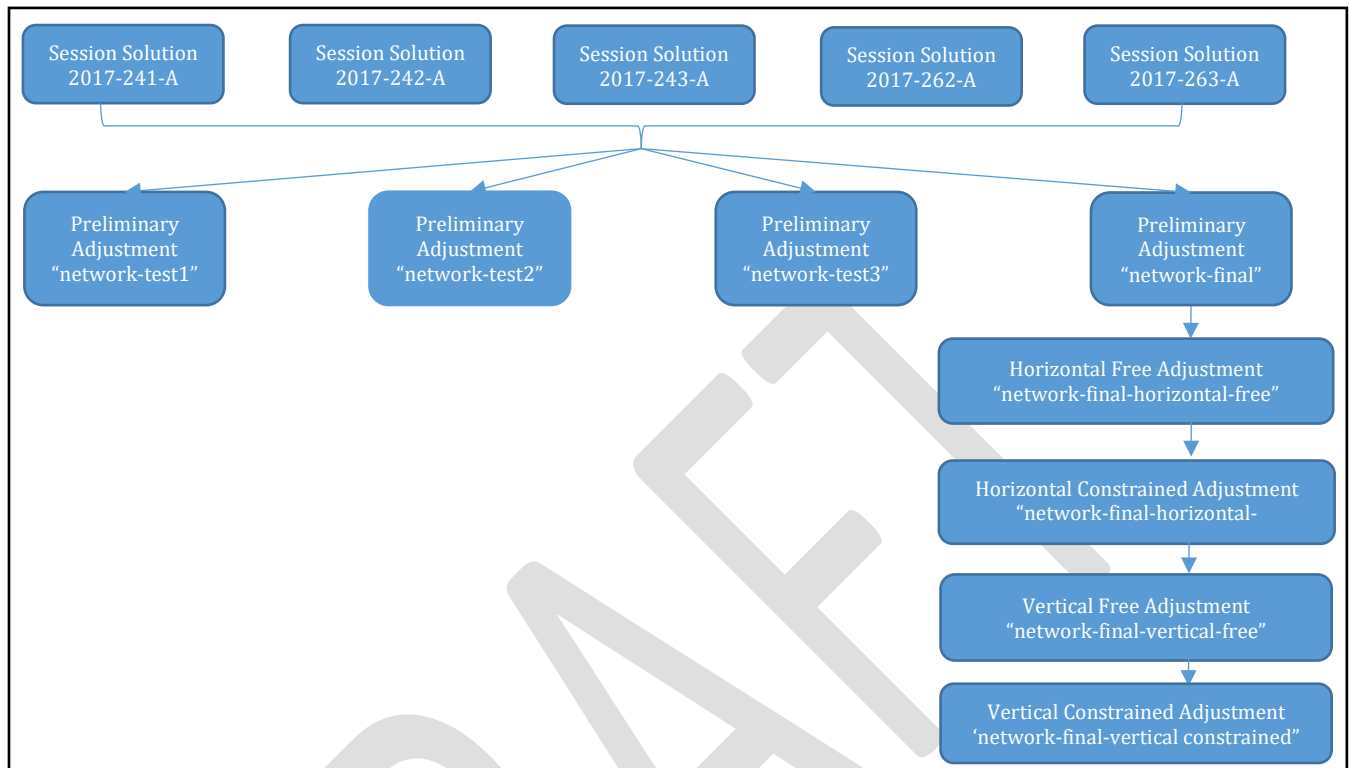 Session Solution
2017-241-A
Session Solution
2017-242-A
Session Solution
2017-243-A
Session Solution
2017-262-A
Session Solution
2017-263-A
Preliminary
Adjustment
“network-test1”
Preliminary
Adjustment
“network-test2”
Preliminary
Adjustment
“network-test3”
Preliminary
Adjustment
“network-final”
Horizontal Free Adjustment
“network-final-horizontal-free”
Horizontal Constrained Adjustment
“network-final-horizontal-
Vertical Free Adjustment
“network-final-vertical-free”
Vertical Constrained Adjustment
‘network-final-vertical constrained”
DRAFT